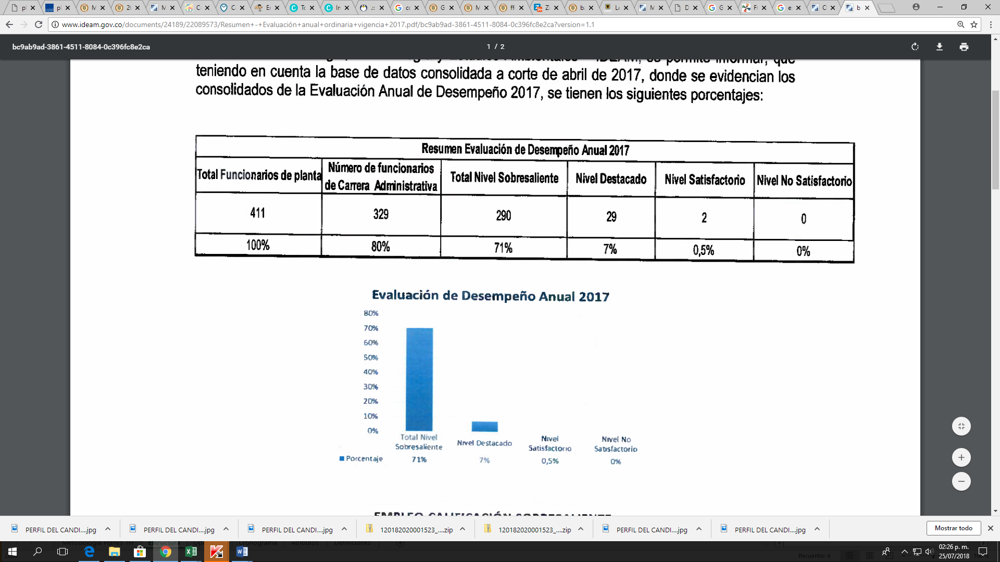 www.ideam.gov.co/documents/24189/22089573/Resumen+-+Evaluación+anual+ordinaria+vigencia+2017.pdf/bc9ab9ad-3861-4511-8084-0c396fc8e2ca?version=1.1
bc9ab9ad-3861-4511-8084-0c396fc8e2ca
1 / 2
teniendo en cuenta la base de datos consolidada a corte de abril de 2017, donde se evidencian los
consolidados de la Evaluación Anual de Desempeño 2017, se tienen los siguientes porcentajes:
Resumen Evaluación de Desempeño Anual 2017
Total Funcionarios de planta Número de funcionarios de Carrera Administrativa Total Nivel Sobresaliente Nivel Destacado Nivel Satisfactorio Nivel No Satisfactorio
411 329 290 29 2 0
100% 80% 71% 7% 0,5% 0%
Evaluación de Desempeño Anual 2017
80%
70%
60%
50%
40%
30%
20%
10%
0%
Total Nivel
Sobresaliente
Nivel Destacado
Nivel
Satisfactorio
Nivel No
Satisfactorio
Porcentaje 71% 7% 0,5% 0%
EMPLEO CALIFICACIÓN SOBRESALIENTE
PERFIL DEL CANDI....jpg
PERFIL DEL CANDI....jpg
PERFIL DEL CANDI....jpg
120182020001523_....zip
120182020001523_....zip
PERFIL DEL CANDI....jpg
PERFIL DEL CANDI....jpg
Mostrar todo
02:26 p. m.
25/07/2018